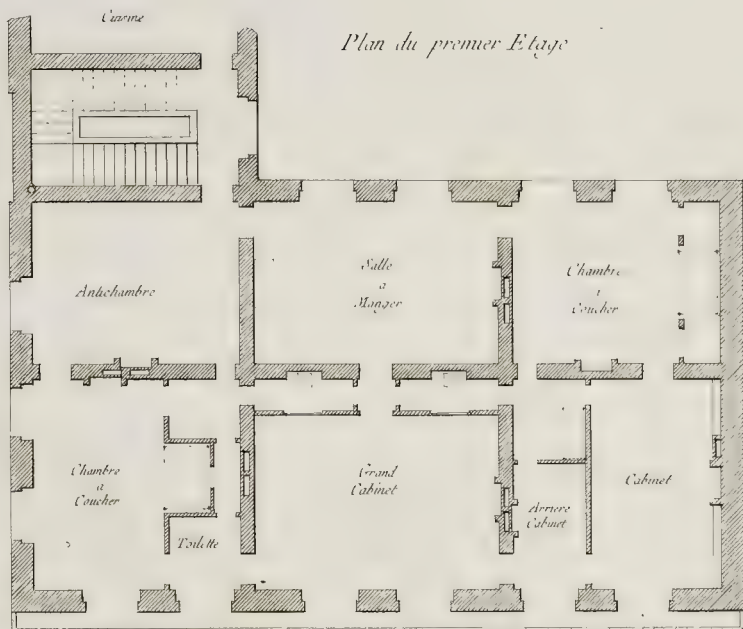 Cuisine
Plan du premier Etage
Antichambre
Salle
a
Manger
Chambre
a
Coucher
Chambre
a
Coucher
Toilette
Grand
Cabinet
Arriere
Cabinet
Cabinet